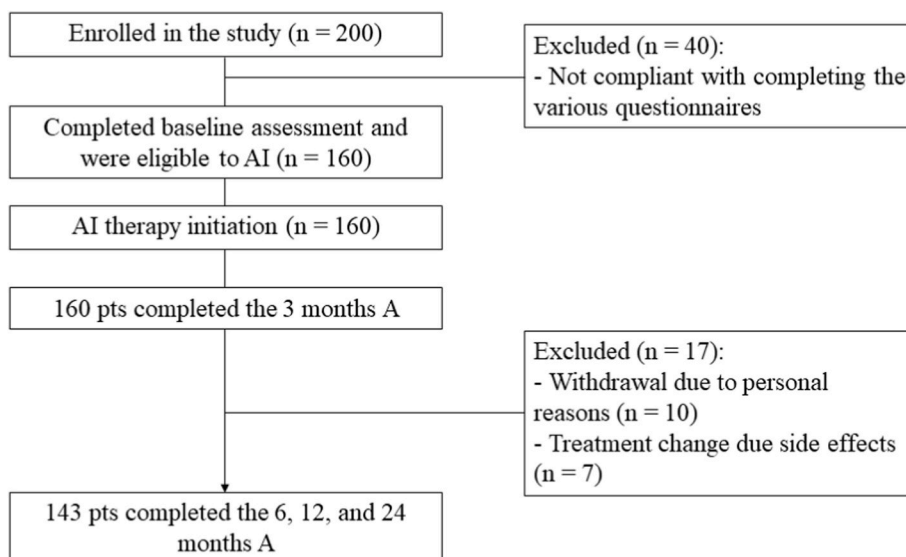 Enrolled in the study (n = 200)
Excluded (n = 40):
- Not compliant with completing the
various questionnaires
Completed baseline assessment and
were eligible to AI (n = 160)
AI therapy initiation (n = 160)
160 pts completed the 3 months A
Excluded (n = 17):
- Withdrawal due to personal
reasons (n = 10)
- Treatment change due side effects
(n = 7)
143 pts completed the 6, 12, and 24
months A